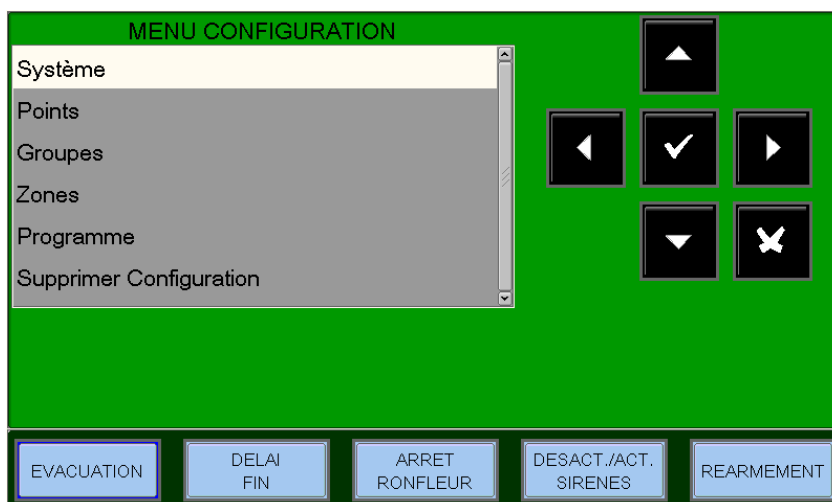 MENU CONFIGURATION
Système
Points
Groupes
Zones
Programme
Supprimer Configuration
EVACUATION
DELAI
FIN
ARRET
RONFLEUR
DESACT./ACT.
SIRENES
REARMEMENT